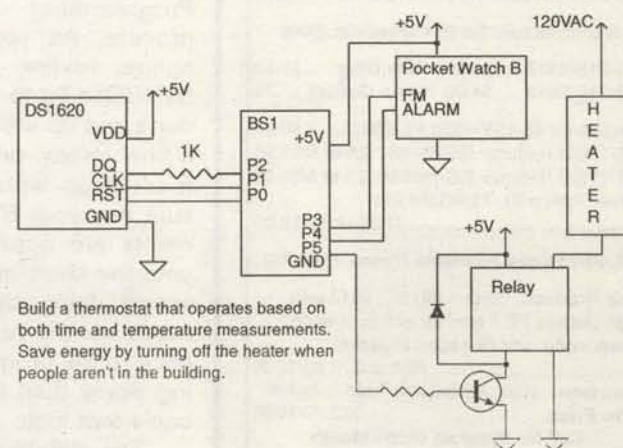 +5V
120VAC
DS1620
+5V
VDD
DQ
CLK
RST
GND
1K
BS1
+5V
P2
P1
P0
P3
P4
P5
GND
Pocket Watch B
FM
ALARM
HEATER
+5V
Relay
Build a thermostat that operates based on
both time and temperature measurements.
Save energy by turning off the heater when
people aren't in the building.